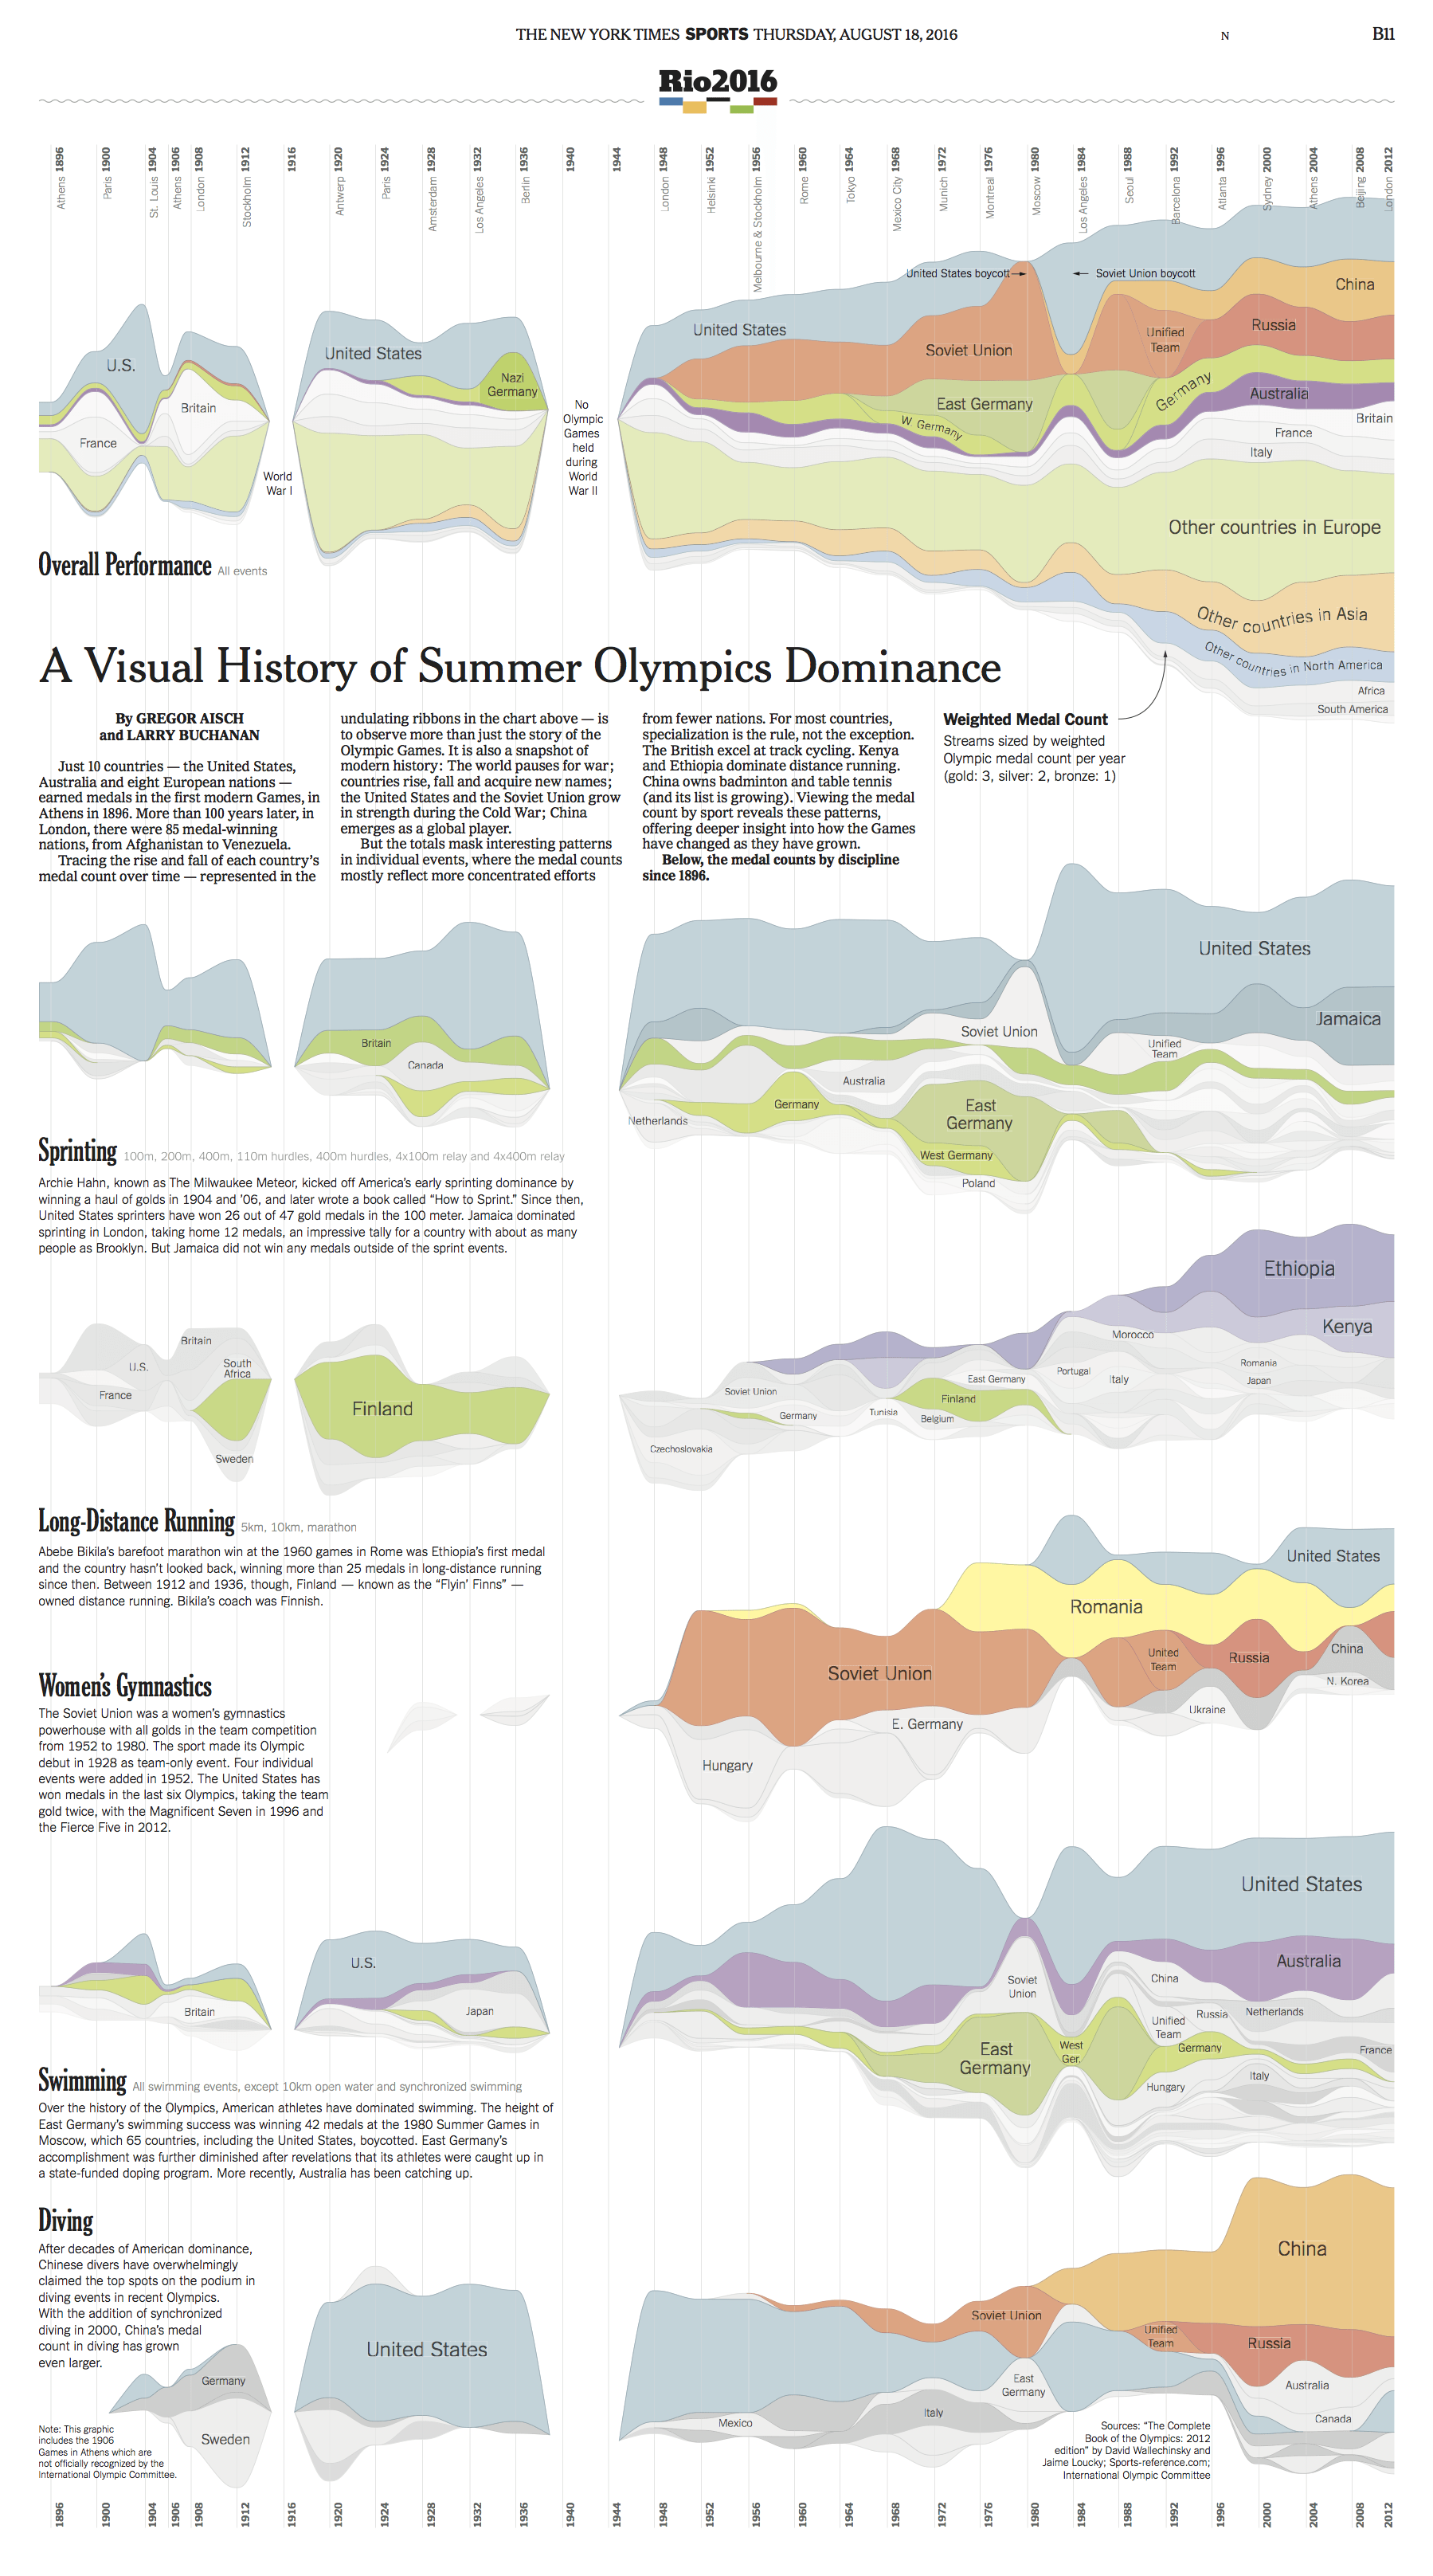 THE NEW YORK TIMES SPORTS THURSDAY, AUGUST 18, 2016
N
B11
Rio2016
Athens 1896
Paris 1900
St. Louis 1904
Athens 1906
London 1908
Stockholm 1912
1916
Antwerp 1920
Paris 1924
Amsterdam 1928
Los Angeles 1932
Berlin 1936
1940
1944
London 1948
Helsinki 1952
Melbourne & Stockholm 1956
Rome 1960
Tokyo 1964
Mexico City 1968
Munich 1972
Montreal 1976
Moscow 1980
Los Angeles 1984
Seoul 1988
Barcelona 1992
Atlanta 1996
Sydney 2000
Athens 2004
Beijing 2008
London 2012
United States boycott
Soviet Union boycott
U.S.
Britain
France
World
War I
United States
Nazi
Germany
No
Olympic
Games
held
during
World
War II
United States
Soviet Union
East Germany
W. Germany
Unified
Team
Germany
China
Russia
Australia
Britain
France
Italy
Other countries in Europe
Other countries in Asia
Other countries in North America
Africa
South America
Overall Performance All events
A Visual History of Summer Olympics Dominance
By GREGOR AISCH
and LARRY BUCHANAN
Just 10 countries — the United States,
Australia and eight European nations —
earned medals in the first modern Games, in
Athens in 1896. More than 100 years later, in
London, there were 85 medal-winning
nations, from Afghanistan to Venezuela.
Tracing the rise and fall of each country's
medal count over time — represented in the
undulating ribbons in the chart above — is
to observe more than just the story of the
Olympic Games. It is also a snapshot of
modern history: The world pauses for war;
countries rise, fall and acquire new names;
the United States and the Soviet Union grow
in strength during the Cold War; China
emerges as a global player.
But the totals mask interesting patterns
in individual events, where the medal counts
mostly reflect more concentrated efforts
from fewer nations. For most countries,
specialization is the rule, not the exception.
The British excel at track cycling. Kenya
and Ethiopia dominate distance running.
China owns badminton and table tennis
(and its list is growing). Viewing the medal
count by sport reveals these patterns,
offering deeper insight into how the Games
have changed as they have grown.
Below, the medal counts by discipline
since 1896.
Weighted Medal Count
Streams sized by weighted
Olympic medal count per year
(gold: 3, silver: 2, bronze: 1)
Britain
Canada
Netherlands
Germany
Australia
Soviet Union
East
Germany
West Germany
Poland
Unified
Team
United States
Jamaica
Sprinting 100m, 200m, 400m, 110m hurdles, 400m hurdles, 4x100m relay and 4x400m relay
Archie Hahn, known as The Milwaukee Meteor, kicked off America's early sprinting dominance by
winning a haul of golds in 1904 and '06, and later wrote a book called "How to Sprint." Since then,
United States sprinters have won 26 out of 47 gold medals in the 100 meter. Jamaica dominated
sprinting in London, taking home 12 medals, an impressive tally for a country with about as many
people as Brooklyn. But Jamaica did not win any medals outside of the sprint events.
Britain
U.S.
South
Africa
France
Sweden
Finland
Soviet Union
Germany
Czechoslovakia
Tunisia
East Germany
Finland
Belgium
Portugal
Morocco
Italy
Ethiopia
Kenya
Romania
Japan
Long-Distance Running 5km, 10km, marathon
Abebe Bikila's barefoot marathon win at the 1960 games in Rome was Ethiopia's first medal
and the country hasn't looked back, winning more than 25 medals in long-distance running
since then. Between 1912 and 1936, though, Finland — known as the "Flyin' Finns" —
owned distance running. Bikila's coach was Finnish.
Women's Gymnastics
The Soviet Union was a women's gymnastics
powerhouse with all golds in the team competition
from 1952 to 1980. The sport made its Olympic
debut in 1928 as team-only event. Four individual
events were added in 1952. The United States has
won medals in the last six Olympics, taking the team
gold twice, with the Magnificent Seven in 1996 and
the Fierce Five in 2012.
Soviet Union
Hungary
E. Germany
Romania
United
Team
Ukraine
Russia
United States
China
N. Korea
Britain
U.S.
Japan
Soviet
Union
East
Germany
West
Ger.
China
Unified
Team
Russia
Germany
Hungary
United States
Australia
Netherlands
France
Italy
Swimming All swimming events, except 10km open water and synchronized swimming
Over the history of the Olympics, American athletes have dominated swimming. The height of
East Germany's swimming success was winning 42 medals at the 1980 Summer Games in
Moscow, which 65 countries, including the United States, boycotted. East Germany's
accomplishment was further diminished after revelations that its athletes were caught up in
a state-funded doping program. More recently, Australia has been catching up.
Diving
After decades of American dominance,
Chinese divers have overwhelmingly
claimed the top spots on the podium in
diving events in recent Olympics.
With the addition of synchronized
diving in 2000, China's medal
count in diving has grown
even larger.
Germany
Sweden
United States
Mexico
Italy
Soviet Union
East
Germany
Unified
Team
China
Russia
Australia
Canada
Note: This graphic
includes the 1906
Games in Athens which are
not officially recognized by the
International Olympic Committee.
Sources: "The Complete
Book of the Olympics: 2012
edition" by David Wallechinsky and
Jaime Loucky; Sports-reference.com;
International Olympic Committee
1896
1900
1904
1906
1908
1912
1916
1920
1924
1928
1932
1936
1940
1944
1948
1952
1956
1960
1964
1968
1972
1976
1980
1984
1988
1992
1996
2000
2004
2008
2012